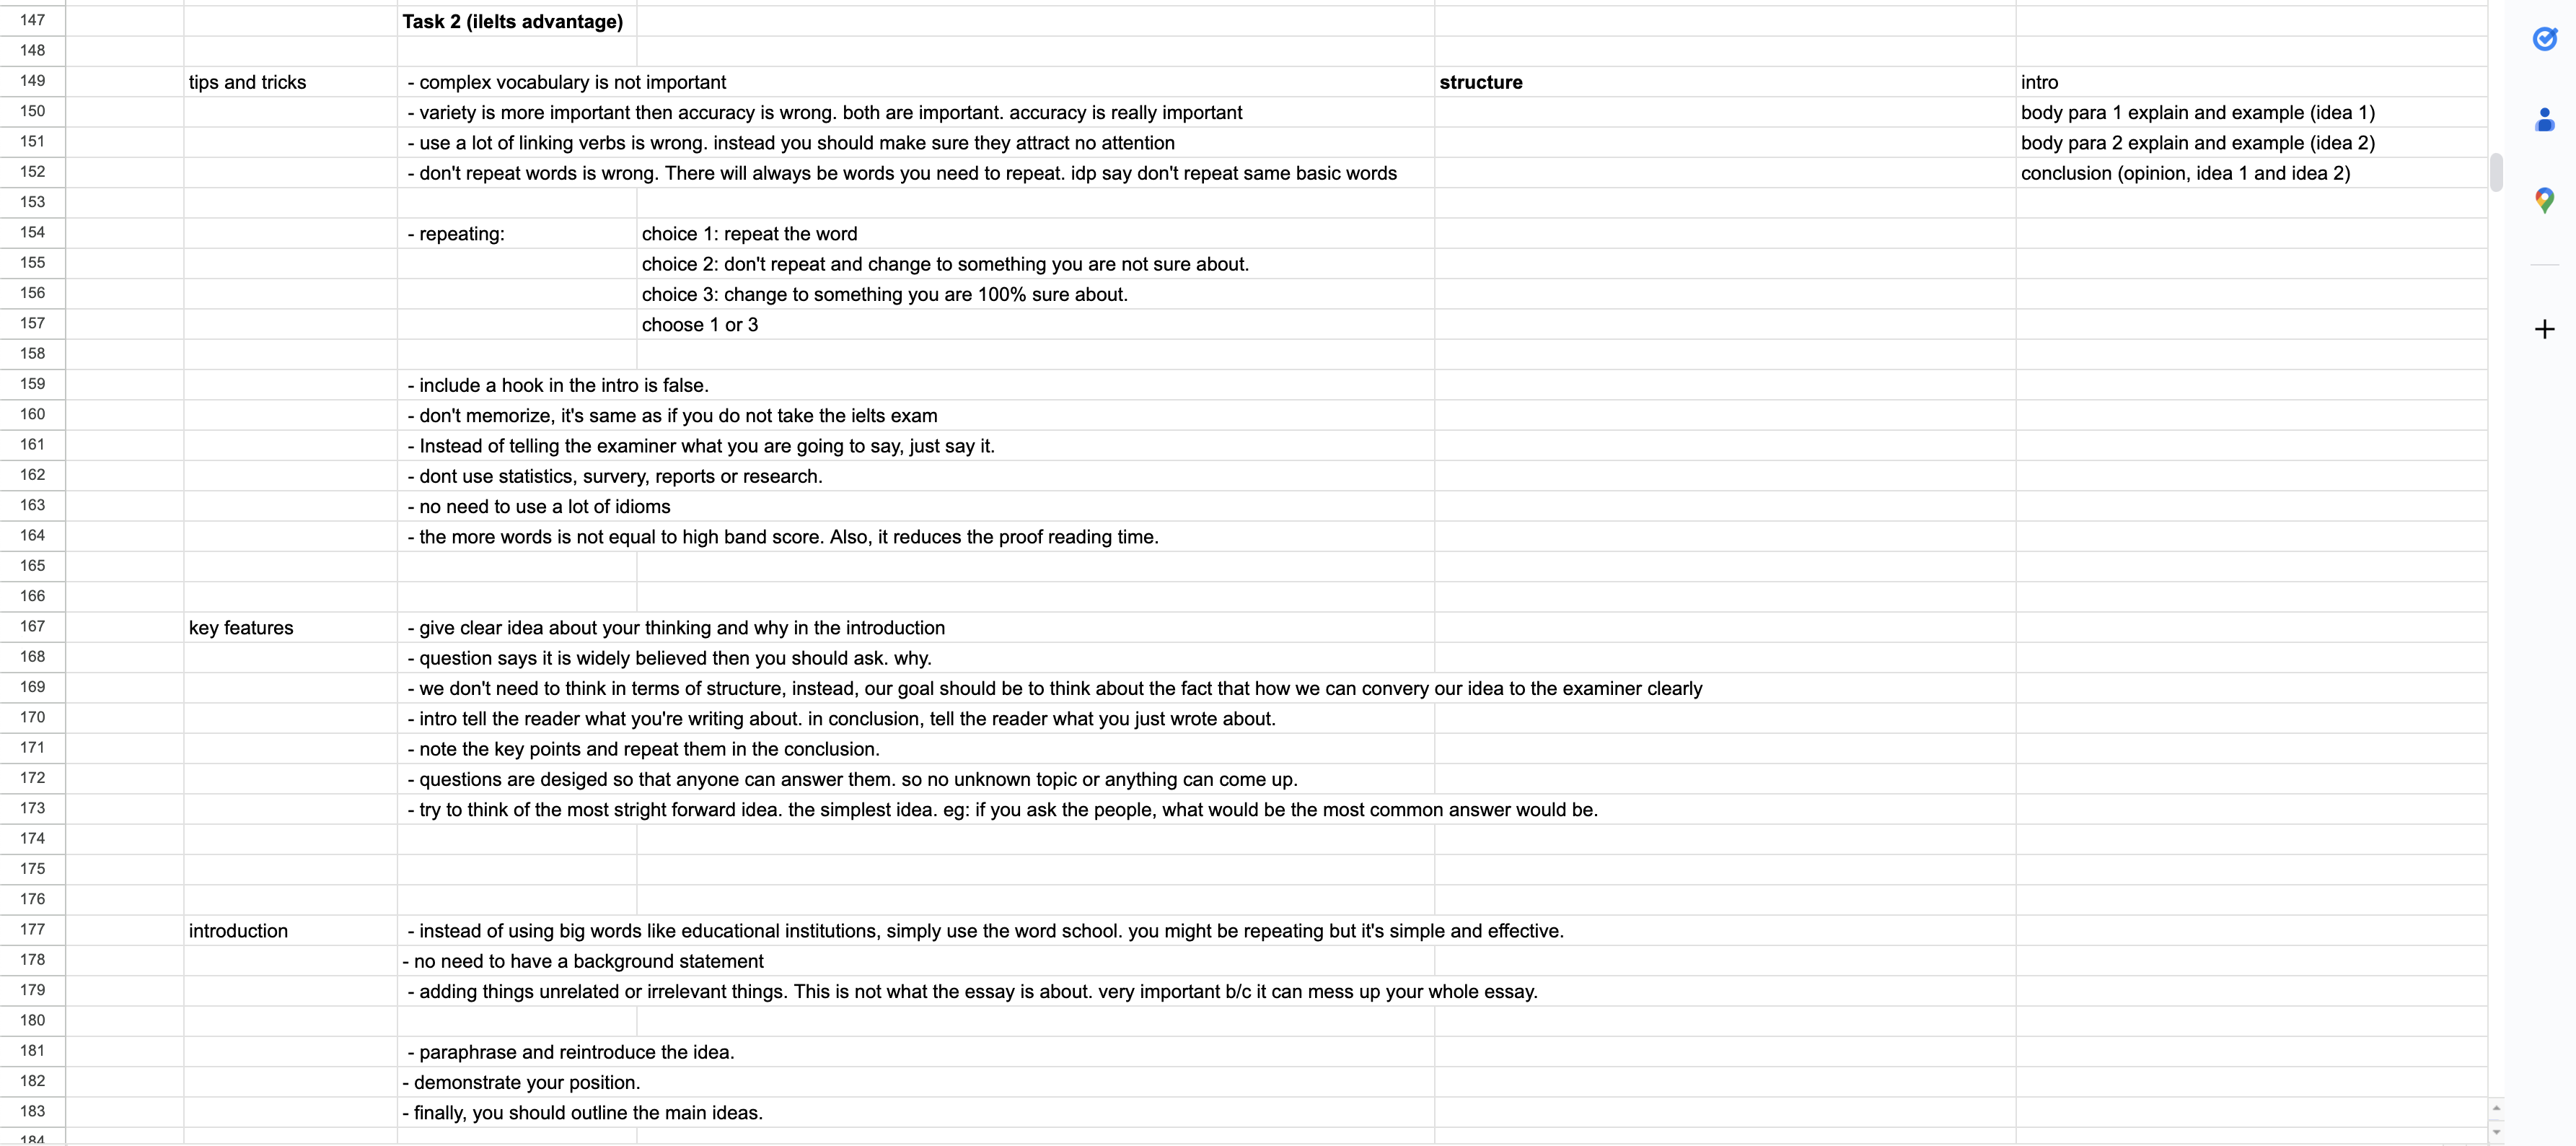 147 Task 2 (ilelts advantage)
148
149 tips and tricks - complex vocabulary is not important structure intro
150 - variety is more important then accuracy is wrong. both are important. accuracy is really important body para 1 explain and example (idea 1)
151 - use a lot of linking verbs is wrong. instead you should make sure they attract no attention body para 2 explain and example (idea 2)
152 - don't repeat words is wrong. There will always be words you need to repeat. idp say don't repeat same basic words conclusion (opinion, idea 1 and idea 2)
153
154 - repeating: choice 1: repeat the word
155 choice 2: don't repeat and change to something you are not sure about.
156 choice 3: change to something you are 100% sure about.
157 choose 1 or 3
158
159 - include a hook in the intro is false.
160 - don't memorize, it's same as if you do not take the ielts exam
161 - Instead of telling the examiner what you are going to say, just say it.
162 - dont use statistics, survery, reports or research.
163 - no need to use a lot of idioms
164 - the more words is not equal to high band score. Also, it reduces the proof reading time.
165
166
167 key features - give clear idea about your thinking and why in the introduction
168 - question says it is widely believed then you should ask. why.
169 - we don't need to think in terms of structure, instead, our goal should be to think about the fact that how we can convery our idea to the examiner clearly
170 - intro tell the reader what you're writing about. in conclusion, tell the reader what you just wrote about.
171 - note the key points and repeat them in the conclusion.
172 - questions are desiged so that anyone can answer them. so no unknown topic or anything can come up.
173 - try to think of the most stright forward idea. the simplest idea. eg: if you ask the people, what would be the most common answer would be.
174
175
176
177 introduction - instead of using big words like educational institutions, simply use the word school. you might be repeating but it's simple and effective.
178 - no need to have a background statement
179 - adding things unrelated or irrelevant things. This is not what the essay is about. very important b/c it can mess up your whole essay.
180
181 - paraphrase and reintroduce the idea.
182 - demonstrate your position.
183 - finally, you should outline the main ideas.
184